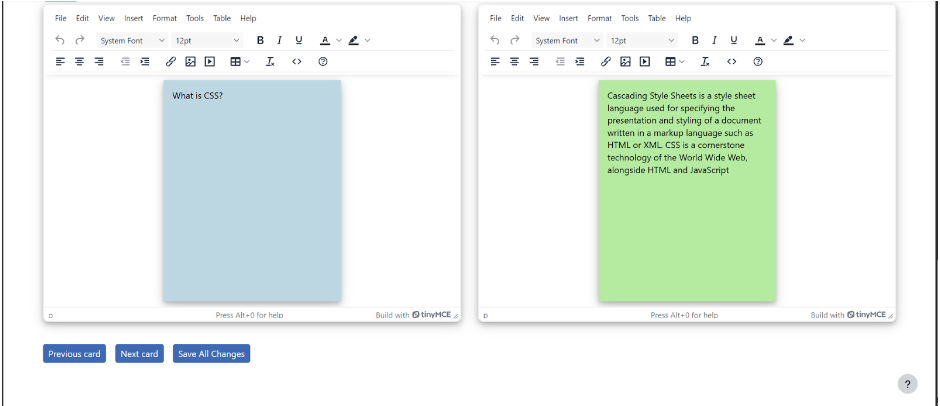 File Edit View Insert Format Tools Table Help
System Font 12pt B I U A
What is CSS?
p Press Alt+0 for help Build with tinyMCE
File Edit View Insert Format Tools Table Help
System Font 12pt B I U A
Cascading Style Sheets is a style sheet
language used for specifying the
presentation and styling of a document
written in a markup language such as
HTML or XML. CSS is a cornerstone
technology of the World Wide Web,
alongside HTML and JavaScript
p Press Alt+0 for help Build with tinyMCE
Previous card Next card Save All Changes
?